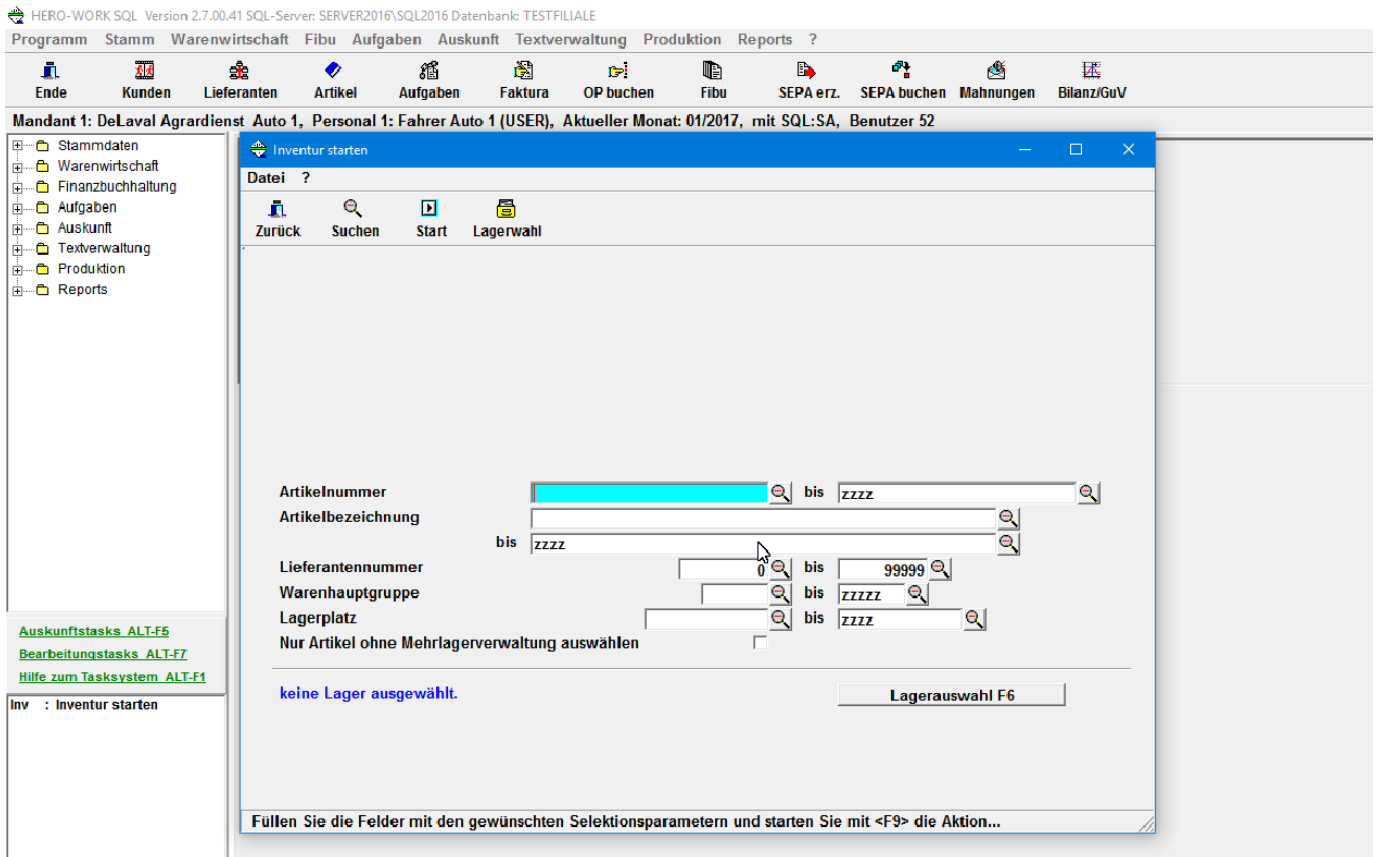 HERO-WORK SQL Version 2.7.00.41 SQL-Server: SERVER2016\SQL2016 Datenbank: TESTFILIALE
Programm Stamm Warenwirtschaft Fibu Aufgaben Auskunft Textverwaltung Produktion Reports ?
Ende Kunden Lieferanten Artikel Aufgaben Faktura OP buchen Fibu SEPA erz. SEPA buchen Mahnungen Bilanz/GuV
Mandant 1: DeLaval Agrardienst Auto 1, Personal 1: Fahrer Auto 1 (USER), Aktueller Monat: 01/2017, mit SQL:SA, Benutzer 52
Stammdaten
Warenwirtschaft
Finanzbuchhaltung
Aufgaben
Auskunft
Textverwaltung
Produktion
Reports
Auskunftstasks ALT-F5
Bearbeitungstasks ALT-F7
Hilfe zum Tasksystem ALT-F1
Inv : Inventur starten
Inventur starten
Datei ?
Zurück Suchen Start Lagerwahl
Artikelnummer bis zzzz
Artikelbezeichnung
bis zzzz
Lieferantennummer 0 bis 99999
Warenhauptgruppe bis zzzzz
Lagerplatz bis zzzz
Nur Artikel ohne Mehrlagerverwaltung auswählen
keine Lager ausgewählt. Lagerauswahl F6
Füllen Sie die Felder mit den gewünschten Selektionsparametern und starten Sie mit <F9> die Aktion...